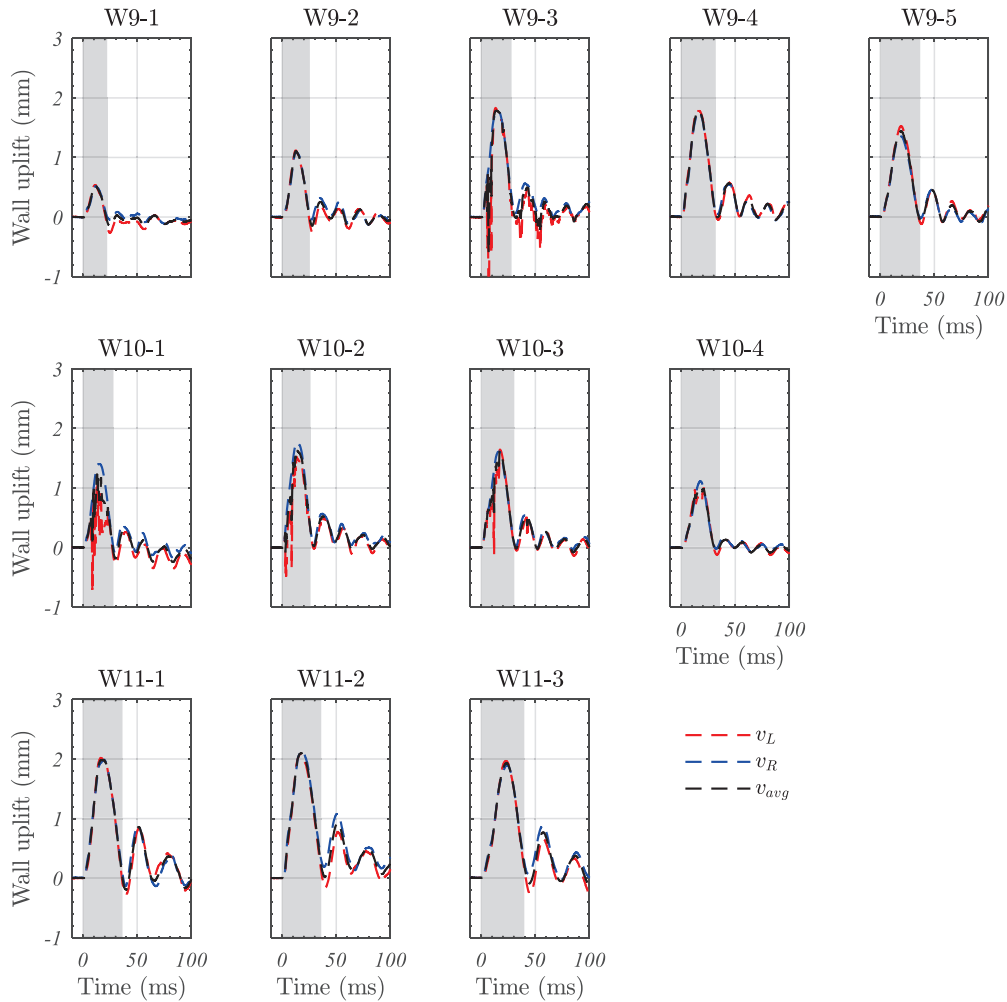 W9-1 W9-2 W9-3 W9-4 W9-5
Wall uplift (mm)
3
2
1
0
-1
0 50 100
Time (ms)
W10-1 W10-2 W10-3 W10-4
Wall uplift (mm)
3
2
1
0
-1
0 50 100
Time (ms)
W11-1 W11-2 W11-3
Wall uplift (mm)
3
2
1
0
-1
v_L
v_R
v_avg
0 50 100 0 50 100 0 50 100
Time (ms) Time (ms) Time (ms)